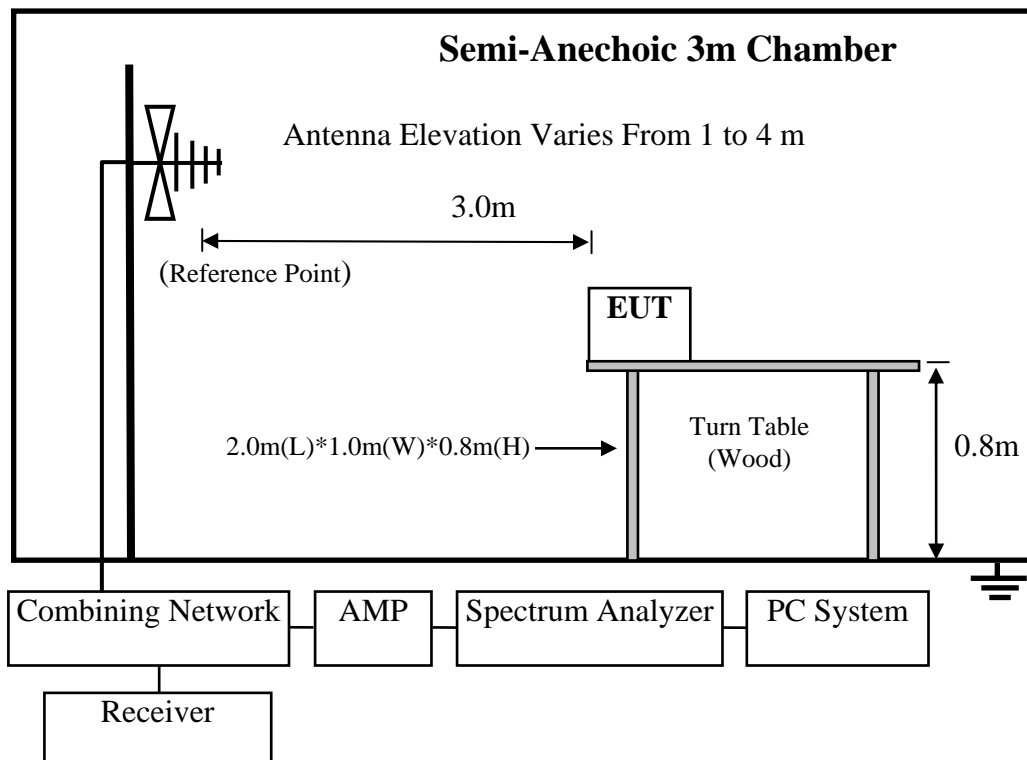 Semi-Anechoic 3m Chamber
Antenna Elevation Varies From 1 to 4 m
3.0m
(Reference Point)
EUT
2.0m(L)*1.0m(W)*0.8m(H)
Turn Table
(Wood)
0.8m
Combining Network
AMP
Spectrum Analyzer
PC System
Receiver